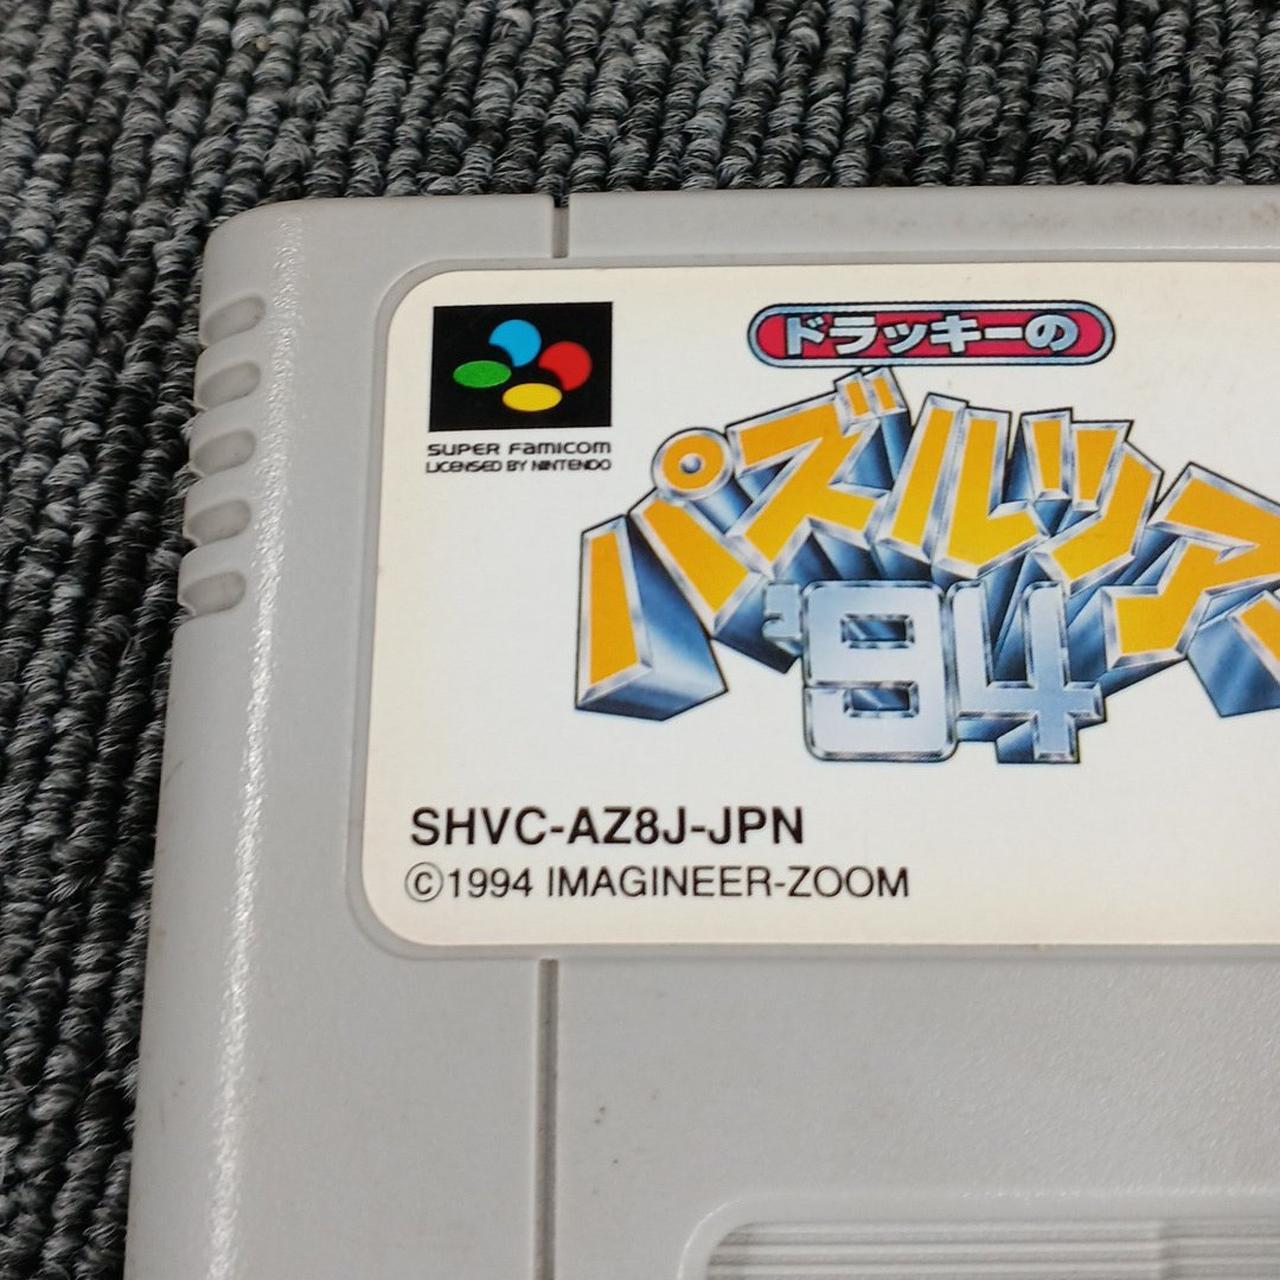 ドラッキーの
パズルツアー
'94
SUPER FAMICOM
LICENSED BY NINTENDO
SHVC-AZ8J-JPN
©1994 IMAGINEER-ZOOM